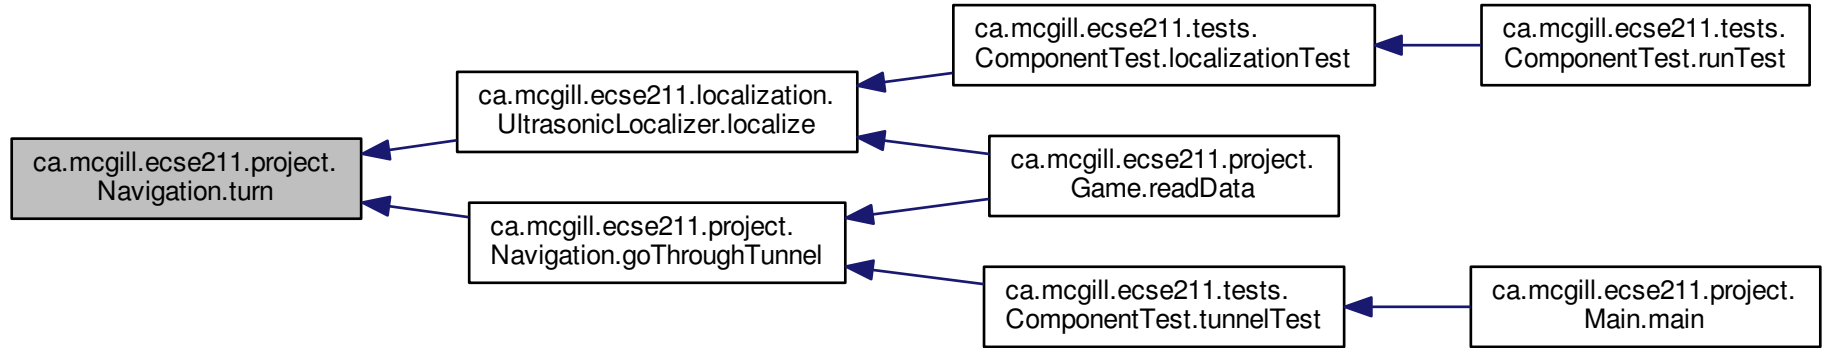 ca.mcgill.ecse211.project.
Navigation.turn
ca.mcgill.ecse211.localization.
UltrasonicLocalizer.localize
ca.mcgill.ecse211.project.
Navigation.goThroughTunnel
ca.mcgill.ecse211.tests.
ComponentTest.localizationTest
ca.mcgill.ecse211.project.
Game.readData
ca.mcgill.ecse211.tests.
ComponentTest.tunnelTest
ca.mcgill.ecse211.tests.
ComponentTest.runTest
ca.mcgill.ecse211.project.
Main.main